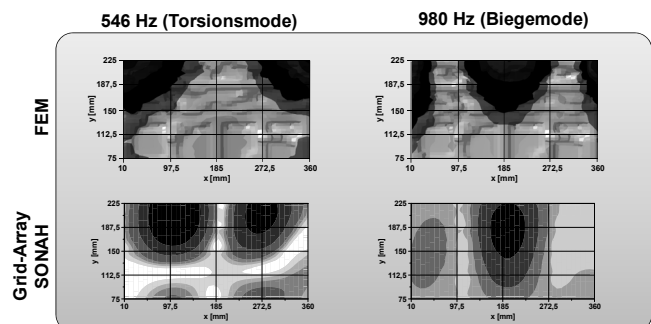 546 Hz (Torsionsmode) 980 Hz (Biegemode)
FEM
y [mm]
225
187,5
150
112,5
75
10 97,5 185 272,5 360
x [mm]
y [mm]
225
187,5
150
112,5
75
10 97,5 185 272,5 360
x [mm]
Grid-Array
SONAH
y [mm]
225
187,5
150
112,5
75
10 97,5 185 272,5 360
x [mm]
y [mm]
225
187,5
150
112,5
75
10 97,5 185 272,5 360
x [mm]